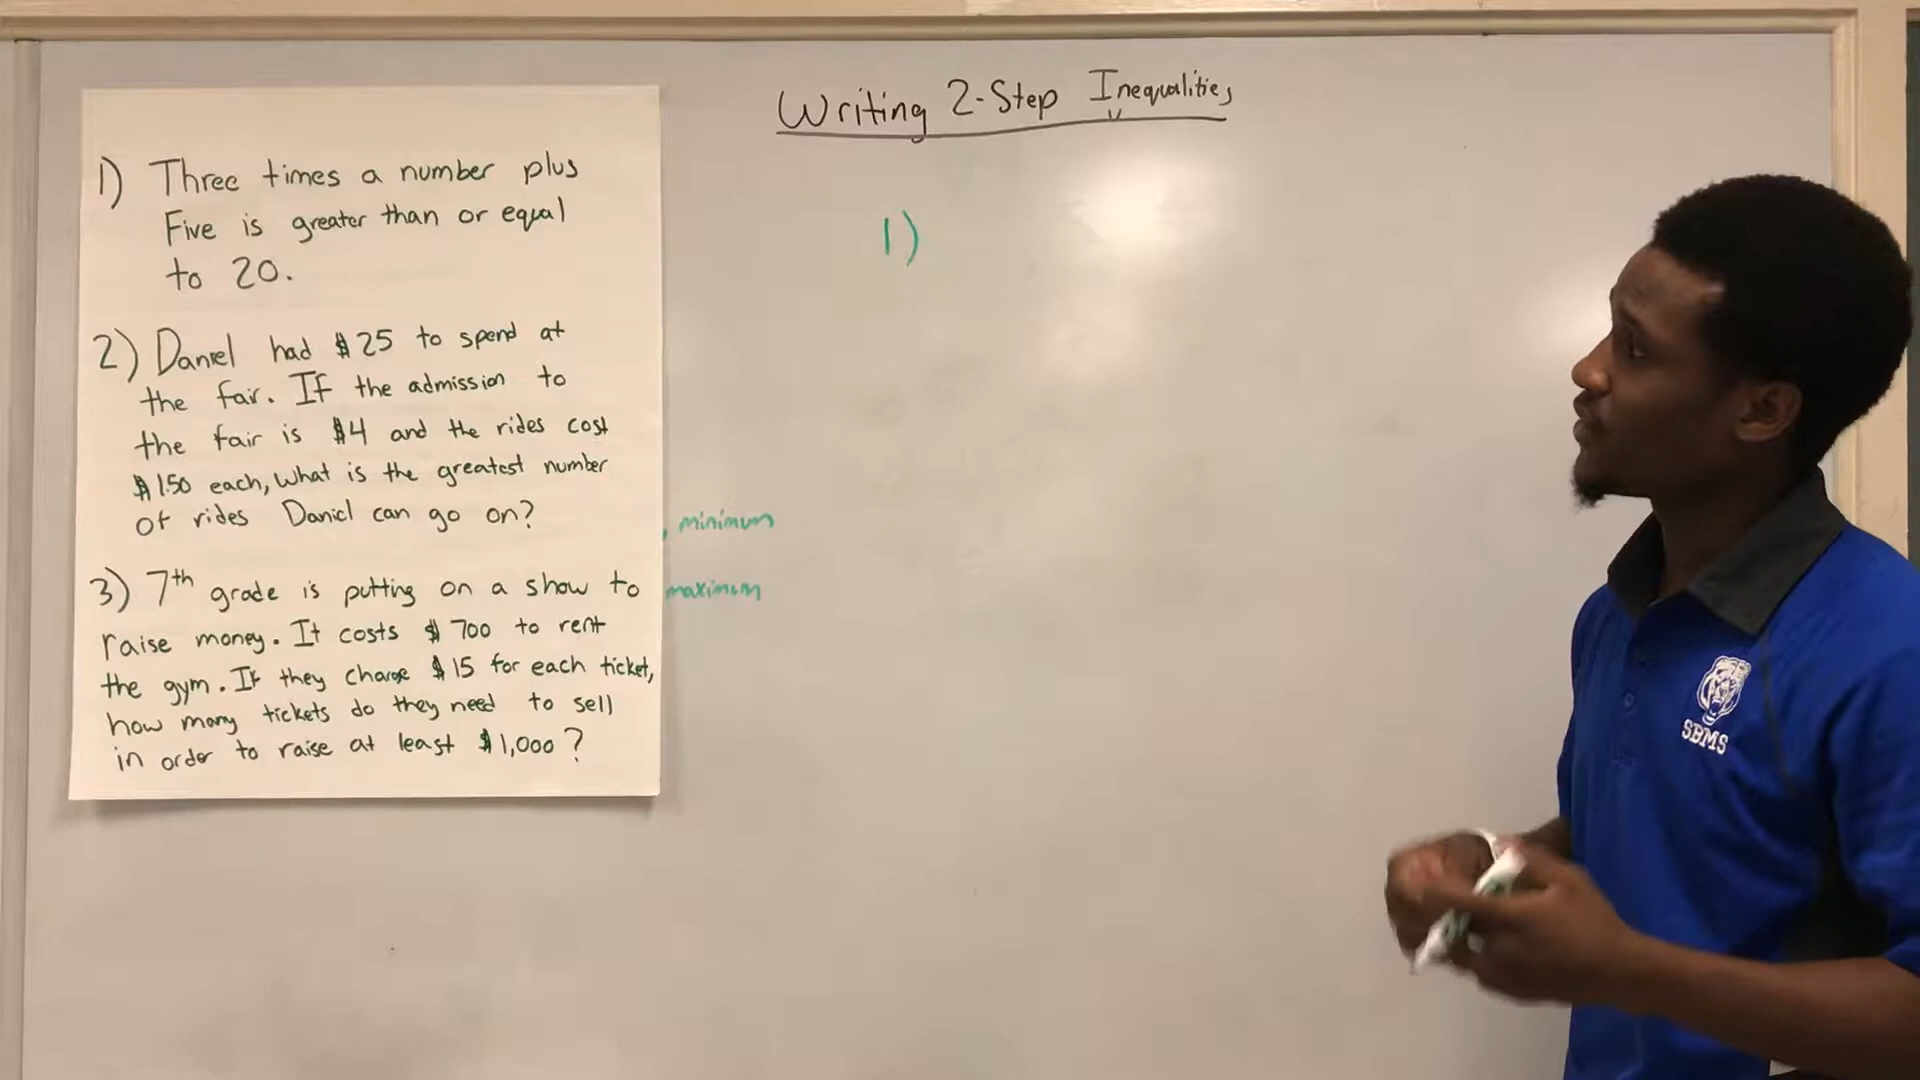 Writing 2-Step Inequalities
1) Three times a number plus
Five is greater than or equal
to 20.
2) Daniel had $25 to spend at
the fair. If the admission to
the fair is $4 and the rides cost
$1.50 each, what is the greatest number
of rides Daniel can go on?
3) 7th grade is putting on a show to
raise money. It costs $700 to rent
the gym. If they charge $15 for each ticket,
how many tickets do they need to sell
in order to raise at least $1,000?
, minimum
maximum
1)
SBMS